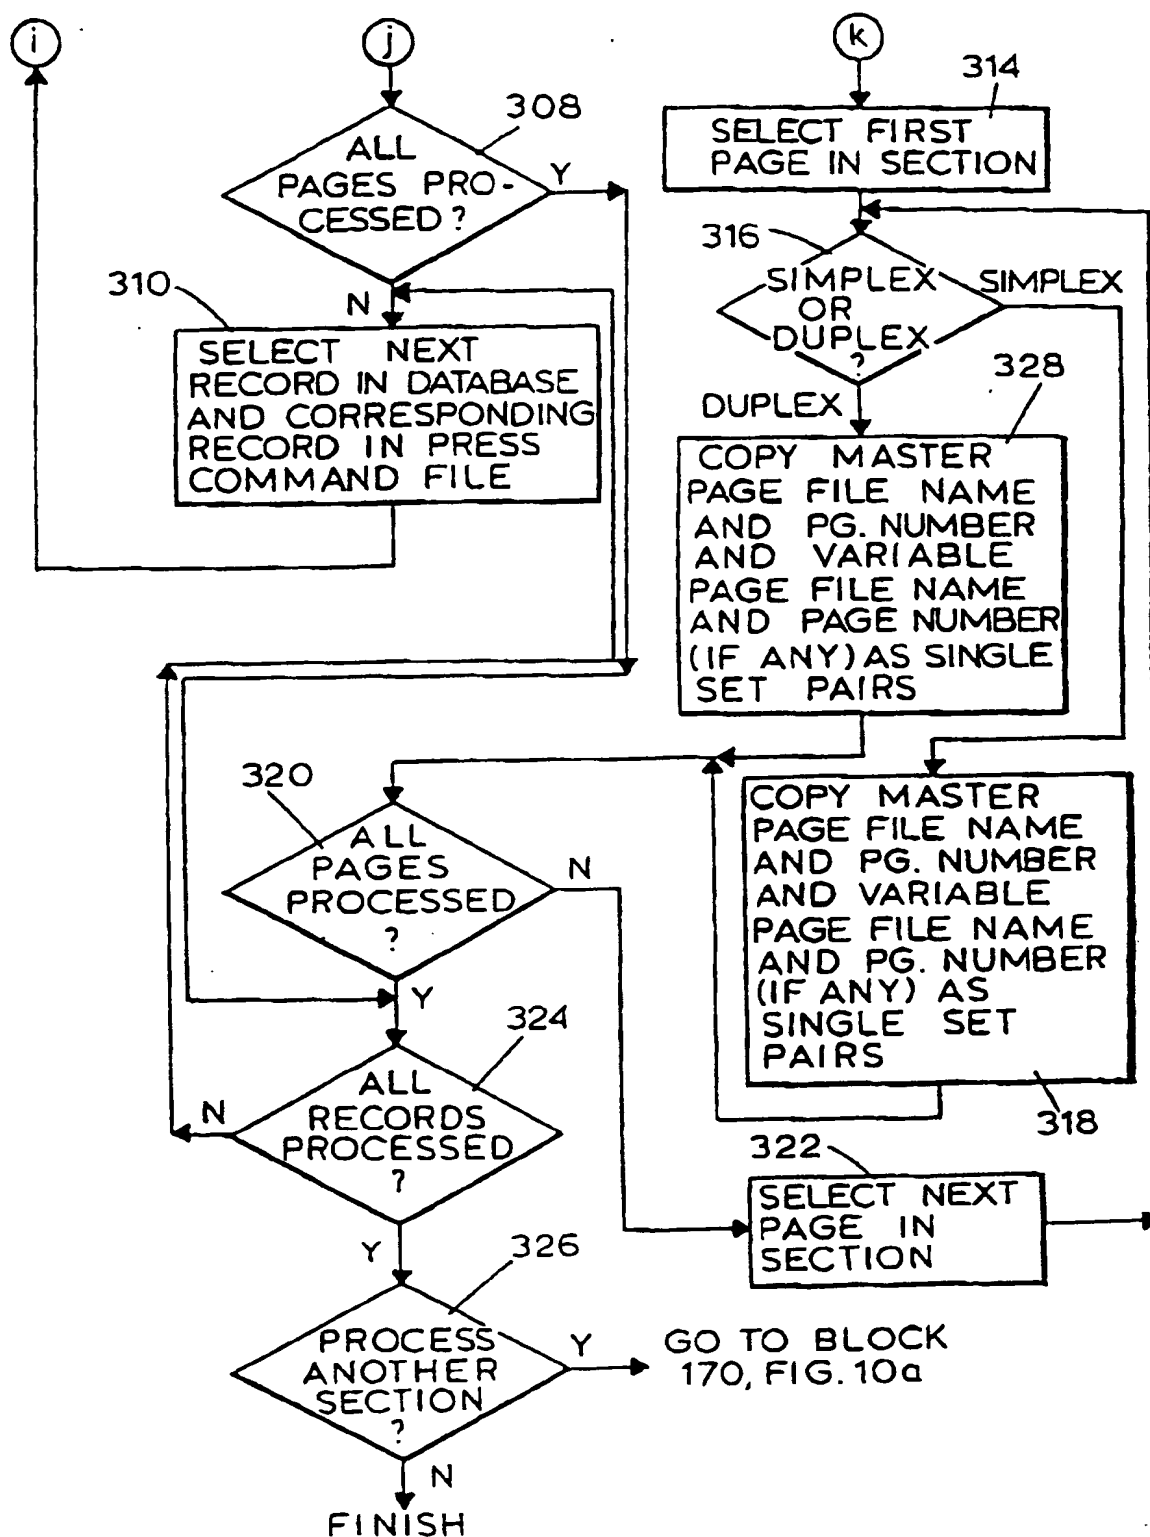 i
j
k
308
ALL
PAGES PRO-
CESSED?
Y
N
310
SELECT NEXT
RECORD IN DATABASE
AND CORRESPONDING
RECORD IN PRESS
COMMAND FILE
314
SELECT FIRST
PAGE IN SECTION
316
SIMPLEX
OR
DUPLEX
?
SIMPLEX
DUPLEX
328
COPY MASTER
PAGE FILE NAME
AND PG. NUMBER
AND VARIABLE
PAGE FILE NAME
AND PAGE NUMBER
(IF ANY) AS SINGLE
SET PAIRS
320
ALL
PAGES
PROCESSED
?
N
Y
COPY MASTER
PAGE FILE NAME
AND PG. NUMBER
AND VARIABLE
PAGE FILE NAME
AND PG. NUMBER
(IF ANY) AS
SINGLE SET
PAIRS
318
324
ALL
RECORDS
PROCESSED
?
N
Y
322
SELECT NEXT
PAGE IN
SECTION
326
PROCESS
ANOTHER
SECTION
?
Y
GO TO BLOCK
170, FIG. 10a
N
FINISH